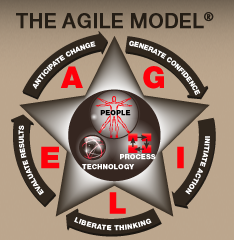 THE AGILE MODEL®
ANTICIPATE CHANGE
GENERATE CONFIDENCE
A
G
PEOPLE
E
PROCESS
I
TECHNOLOGY
EVALUATE RESULTS
INITIATE ACTION
L
LIBERATE THINKING